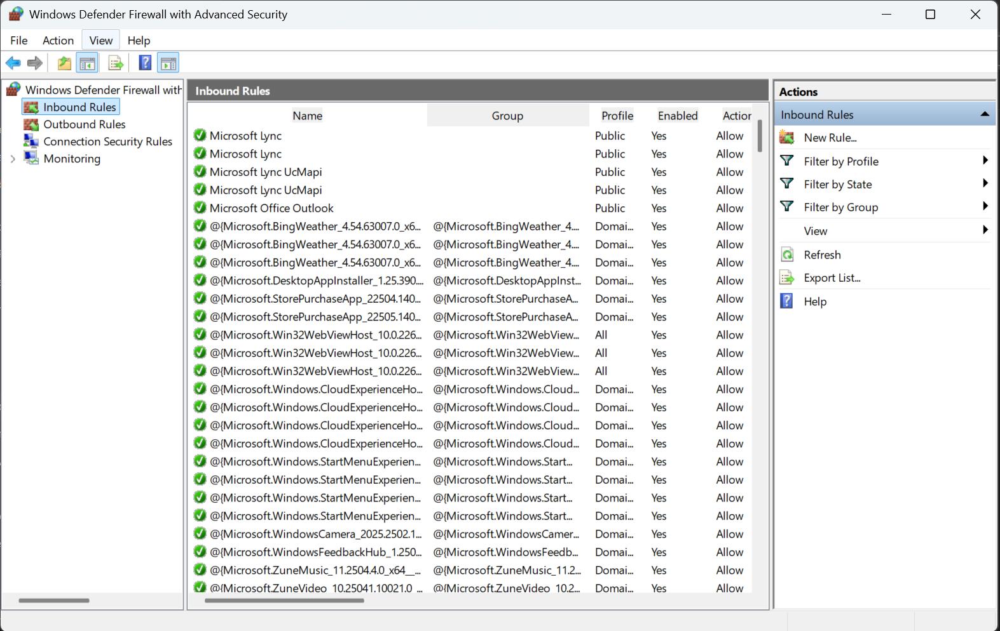 Windows Defender Firewall with Advanced Security
File Action View Help
Windows Defender Firewall with
Inbound Rules
Outbound Rules
Connection Security Rules
Monitoring
Inbound Rules
Name Group Profile Enabled Action
Microsoft Lync Public Yes Allow
Microsoft Lync Public Yes Allow
Microsoft Lync UcMapi Public Yes Allow
Microsoft Lync UcMapi Public Yes Allow
Microsoft Office Outlook Public Yes Allow
@{Microsoft.BingWeather_4.54.63007.0_x6... @{Microsoft.BingWeather_4.... Domai... Yes Allow
@{Microsoft.BingWeather_4.54.63007.0_x6... @{Microsoft.BingWeather_4.... Domai... Yes Allow
@{Microsoft.BingWeather_4.54.63007.0_x6... @{Microsoft.BingWeather_4.... Domai... Yes Allow
@{Microsoft.DesktopAppInstaller_1.25.390.... @{Microsoft.DesktopAppInst... Domai... Yes Allow
@{Microsoft.StorePurchaseApp_22504.140... @{Microsoft.StorePurchaseA... Domai... Yes Allow
@{Microsoft.StorePurchaseApp_22505.140... @{Microsoft.StorePurchaseA... Domai... Yes Allow
@{Microsoft.Win32WebViewHost_10.0.226... @{Microsoft.Win32WebView... All Yes Allow
@{Microsoft.Win32WebViewHost_10.0.226... @{Microsoft.Win32WebView... All Yes Allow
@{Microsoft.Win32WebViewHost_10.0.226... @{Microsoft.Win32WebView... All Yes Allow
@{Microsoft.Windows.CloudExperienceHo... @{Microsoft.Windows.Cloud... Domai... Yes Allow
@{Microsoft.Windows.CloudExperienceHo... @{Microsoft.Windows.Cloud... Domai... Yes Allow
@{Microsoft.Windows.CloudExperienceHo... @{Microsoft.Windows.Cloud... Domai... Yes Allow
@{Microsoft.Windows.CloudExperienceHo... @{Microsoft.Windows.Cloud... Domai... Yes Allow
@{Microsoft.Windows.StartMenuExperien... @{Microsoft.Windows.Start... Domai... Yes Allow
@{Microsoft.Windows.StartMenuExperien... @{Microsoft.Windows.Start... Domai... Yes Allow
@{Microsoft.Windows.StartMenuExperien... @{Microsoft.Windows.Start... Domai... Yes Allow
@{Microsoft.Windows.StartMenuExperien... @{Microsoft.Windows.Start... Domai... Yes Allow
@{Microsoft.WindowsCamera_2025.2502.1... @{Microsoft.WindowsCamer... Domai... Yes Allow
@{Microsoft.WindowsFeedbackHub_1.250... @{Microsoft.WindowsFeedb... Domai... Yes Allow
@{Microsoft.ZuneMusic_11.2504.4.0_x64__... @{Microsoft.ZuneMusic_11.2... Domai... Yes Allow
@{Microsoft.ZuneVideo_10.25041.10021.0_... @{Microsoft.ZuneVideo_10.2... Domai... Yes Allow
Actions
Inbound Rules
New Rule...
Filter by Profile
Filter by State
Filter by Group
View
Refresh
Export List...
Help